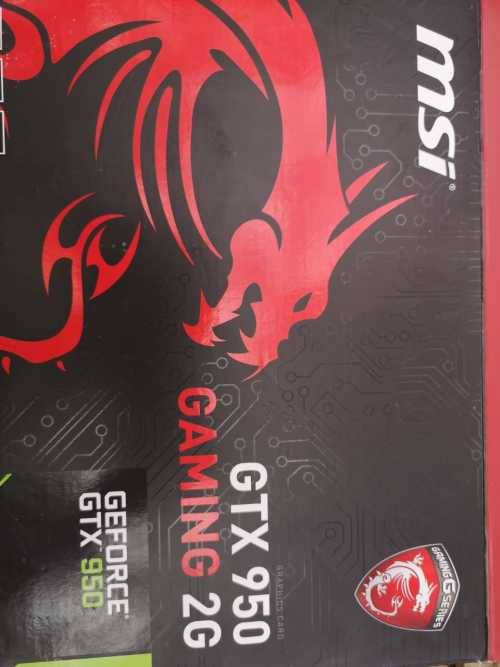 msi®
GAMING G SERIES
GRAPHICS CARD
GTX 950
GAMING 2G
GEFORCE®
GTX 950